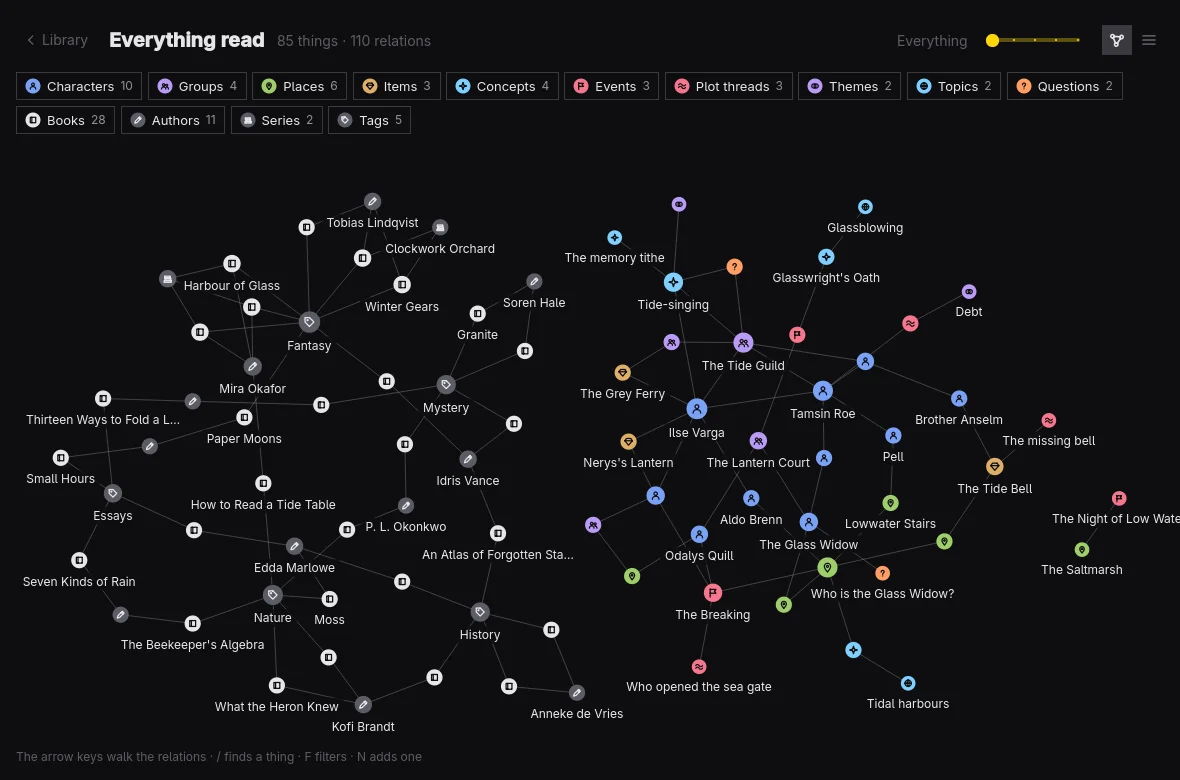 Library
Everything read
85 things · 110 relations
Everything
Characters 10
Groups 4
Places 6
Items 3
Concepts 4
Events 3
Plot threads 3
Themes 2
Topics 2
Questions 2
Books 28
Authors 11
Series 2
Tags 5
Tobias Lindqvist
Glassblowing
Clockwork Orchard
The memory tithe
Glasswright's Oath
Harbour of Glass
Soren Hale
Winter Gears
Tide-singing
Debt
Granite
Fantasy
The Tide Guild
Mira Okafor
The Grey Ferry
Mystery
Tamsin Roe
Thirteen Ways to Fold a L...
Brother Anselm
Ilse Varga
Paper Moons
The missing bell
Pell
Nerys's Lantern
The Lantern Court
Small Hours
Idris Vance
The Tide Bell
How to Read a Tide Table
Essays
Aldo Brenn
The Night of Low Wate
Lowwater Stairs
P. L. Okonkwo
The Glass Widow
An Atlas of Forgotten Sta...
Odalys Quill
Edda Marlowe
The Saltmarsh
Seven Kinds of Rain
Who is the Glass Widow?
The Breaking
Nature
Moss
History
The Beekeeper's Algebra
Who opened the sea gate
Tidal harbours
What the Heron Knew
Anneke de Vries
Kofi Brandt
The arrow keys walk the relations · / finds a thing · F filters · N adds one